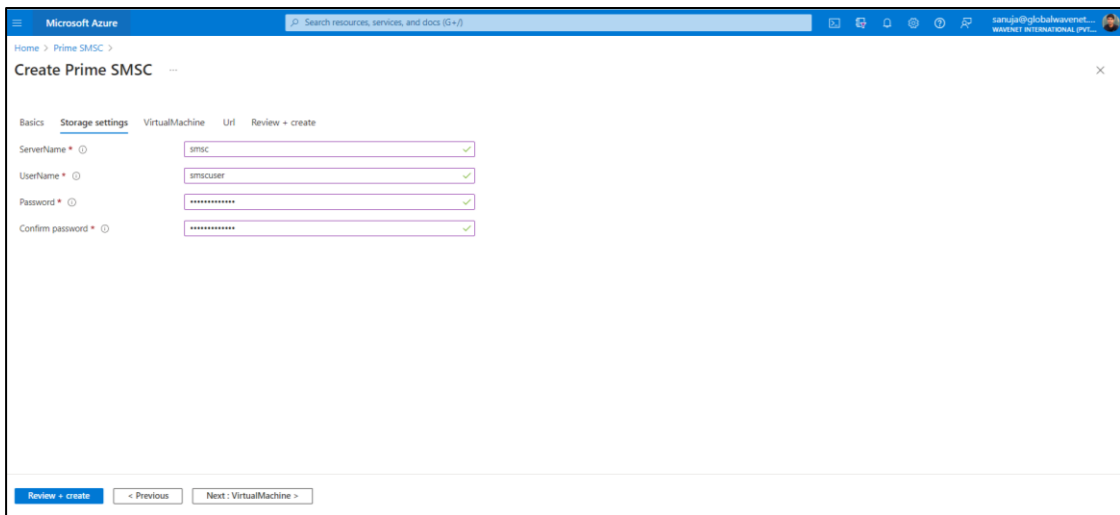 Microsoft Azure
Search resources, services, and docs (G+/)
sanuja@globalwavenet....
WAVENET INTERNATIONAL (PVT....
Home > Prime SMSC >
Create Prime SMSC ...
Basics Storage settings VirtualMachine Url Review + create
ServerName * smsc
UserName * smscuser
Password * •••••••••••••
Confirm password * •••••••••••••
Review + create < Previous Next : VirtualMachine >